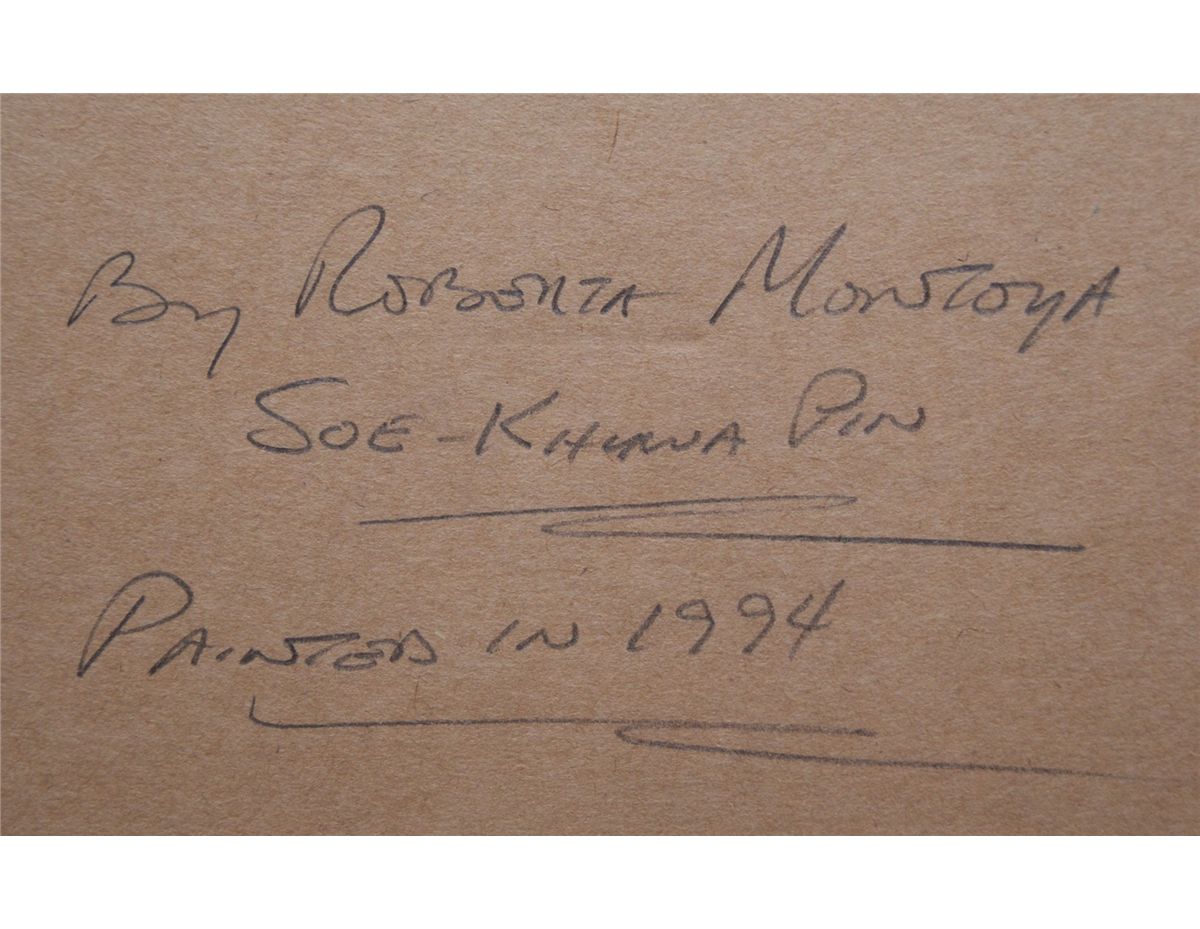 By Roberta Montoya
Soe-Khuwa Pin
Painted in 1994